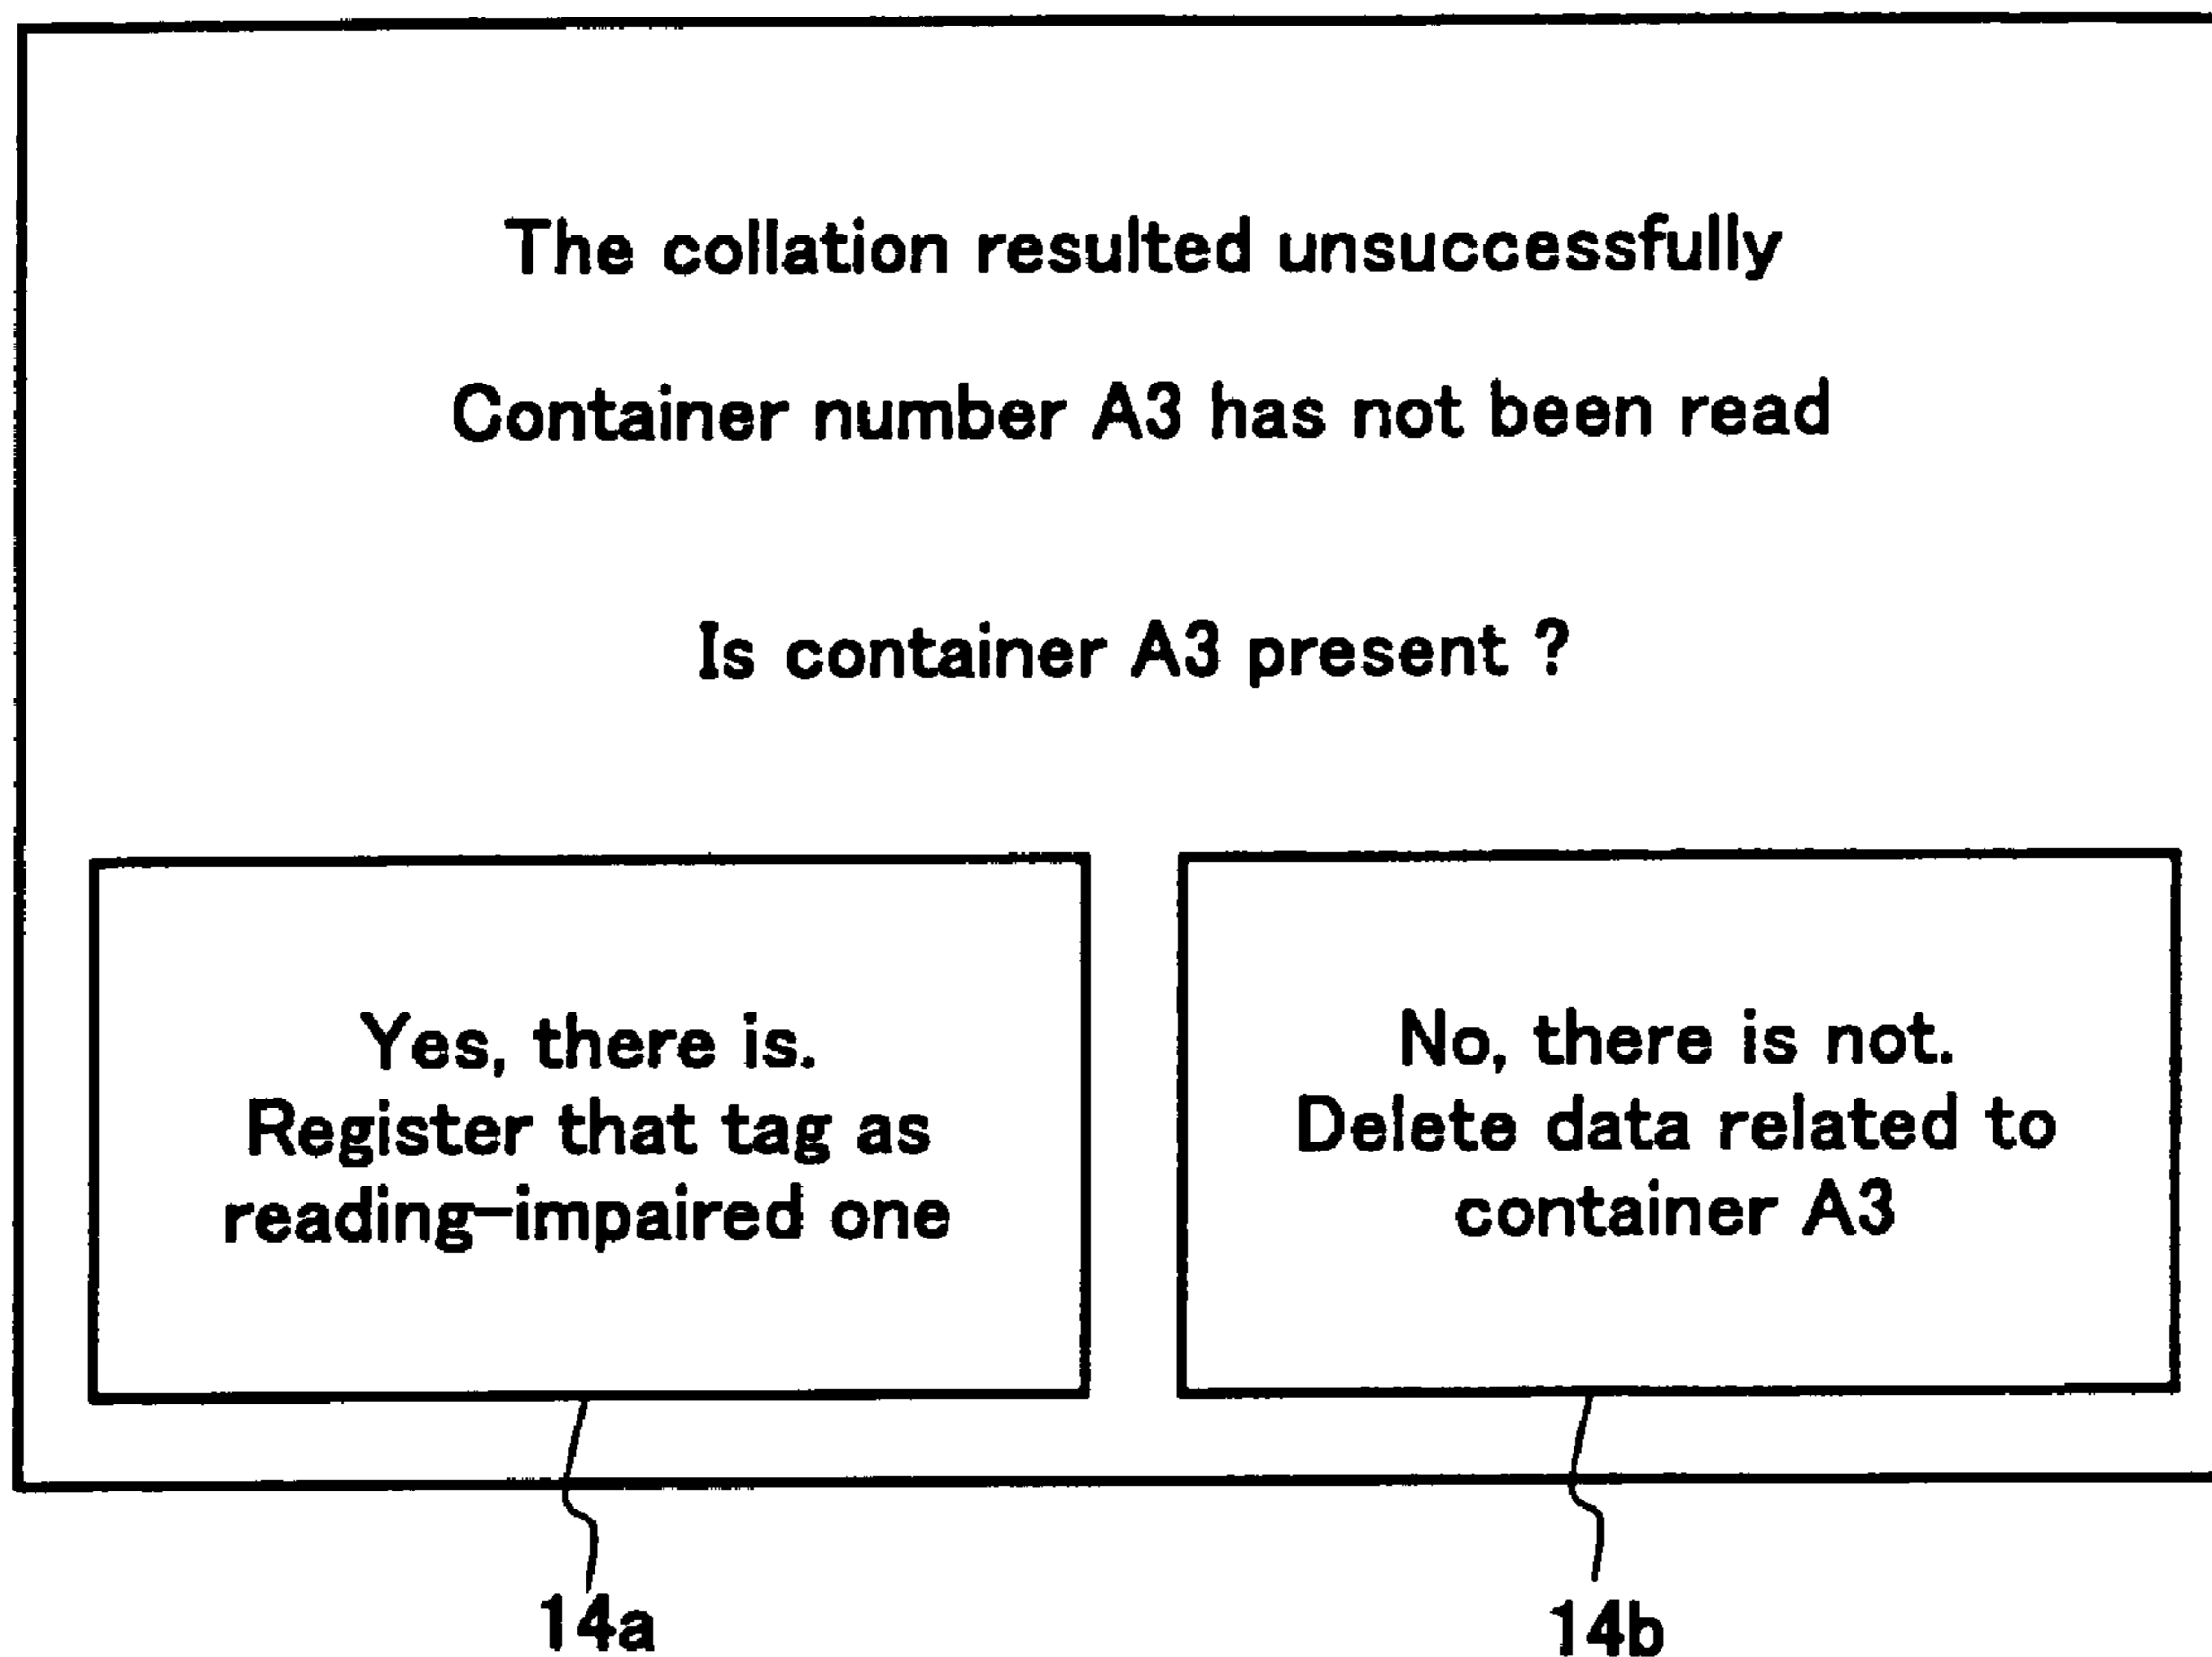 The collation resulted unsuccessfully
Container number A3 has not been read
Is container A3 present ?
Yes, there is.
Register that tag as
reading-impaired one
No, there is not.
Delete data related to
container A3
14a
14b